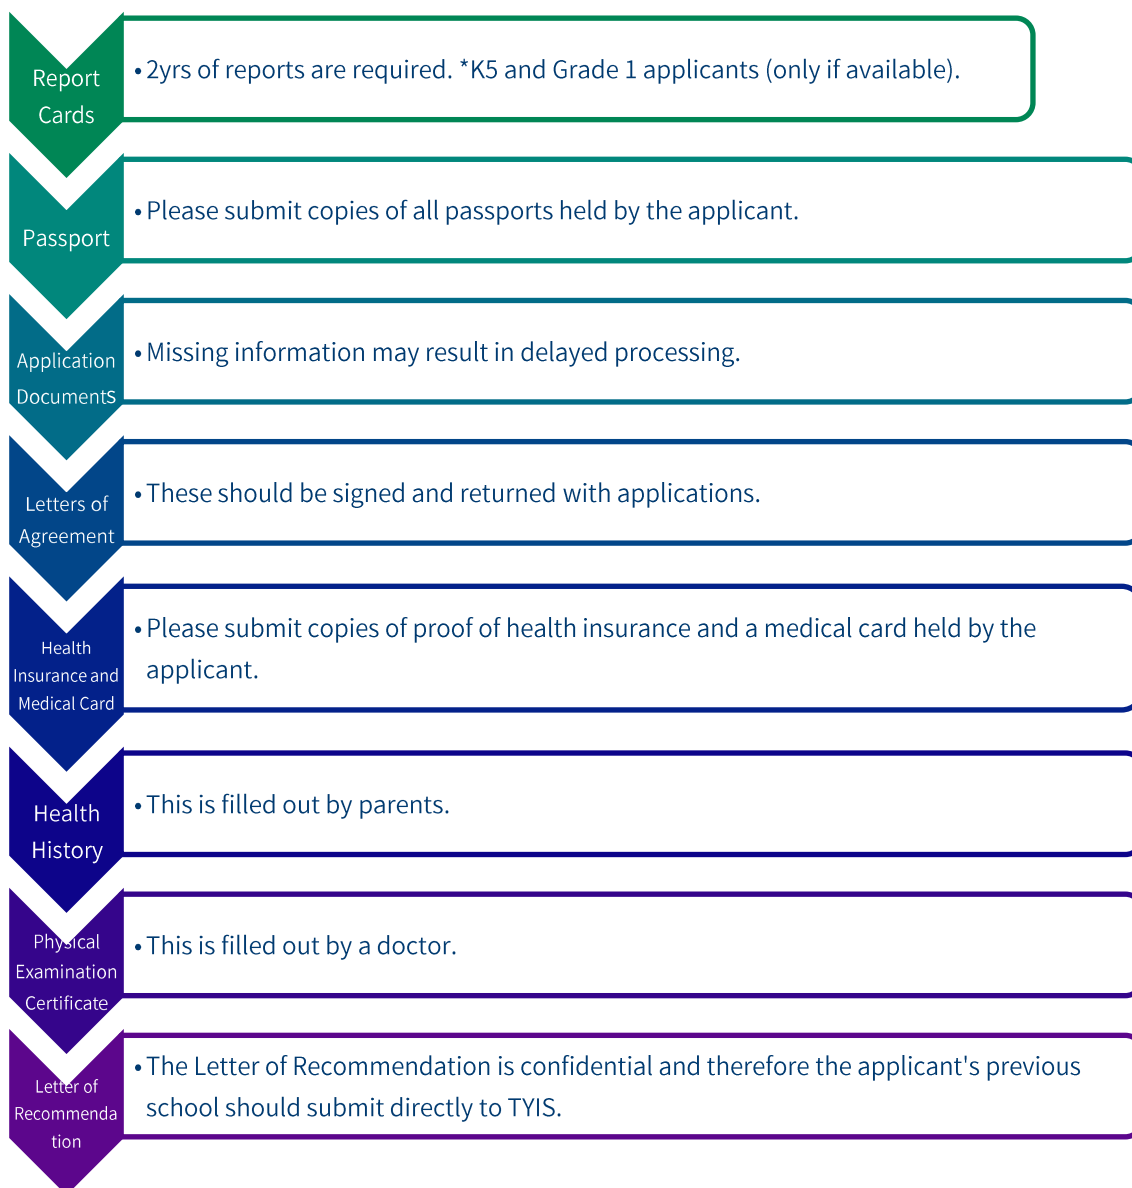 Report
Cards
• 2yrs of reports are required. *K5 and Grade 1 applicants (only if available).
Passport
• Please submit copies of all passports held by the applicant.
Application
Documents
• Missing information may result in delayed processing.
Letters of
Agreement
• These should be signed and returned with applications.
Health
Insurance and
Medical Card
• Please submit copies of proof of health insurance and a medical card held by the
applicant.
Health
History
• This is filled out by parents.
Physical
Examination
Certificate
• This is filled out by a doctor.
Letter of
Recommenda
tion
• The Letter of Recommendation is confidential and therefore the applicant's previous
school should submit directly to TYIS.